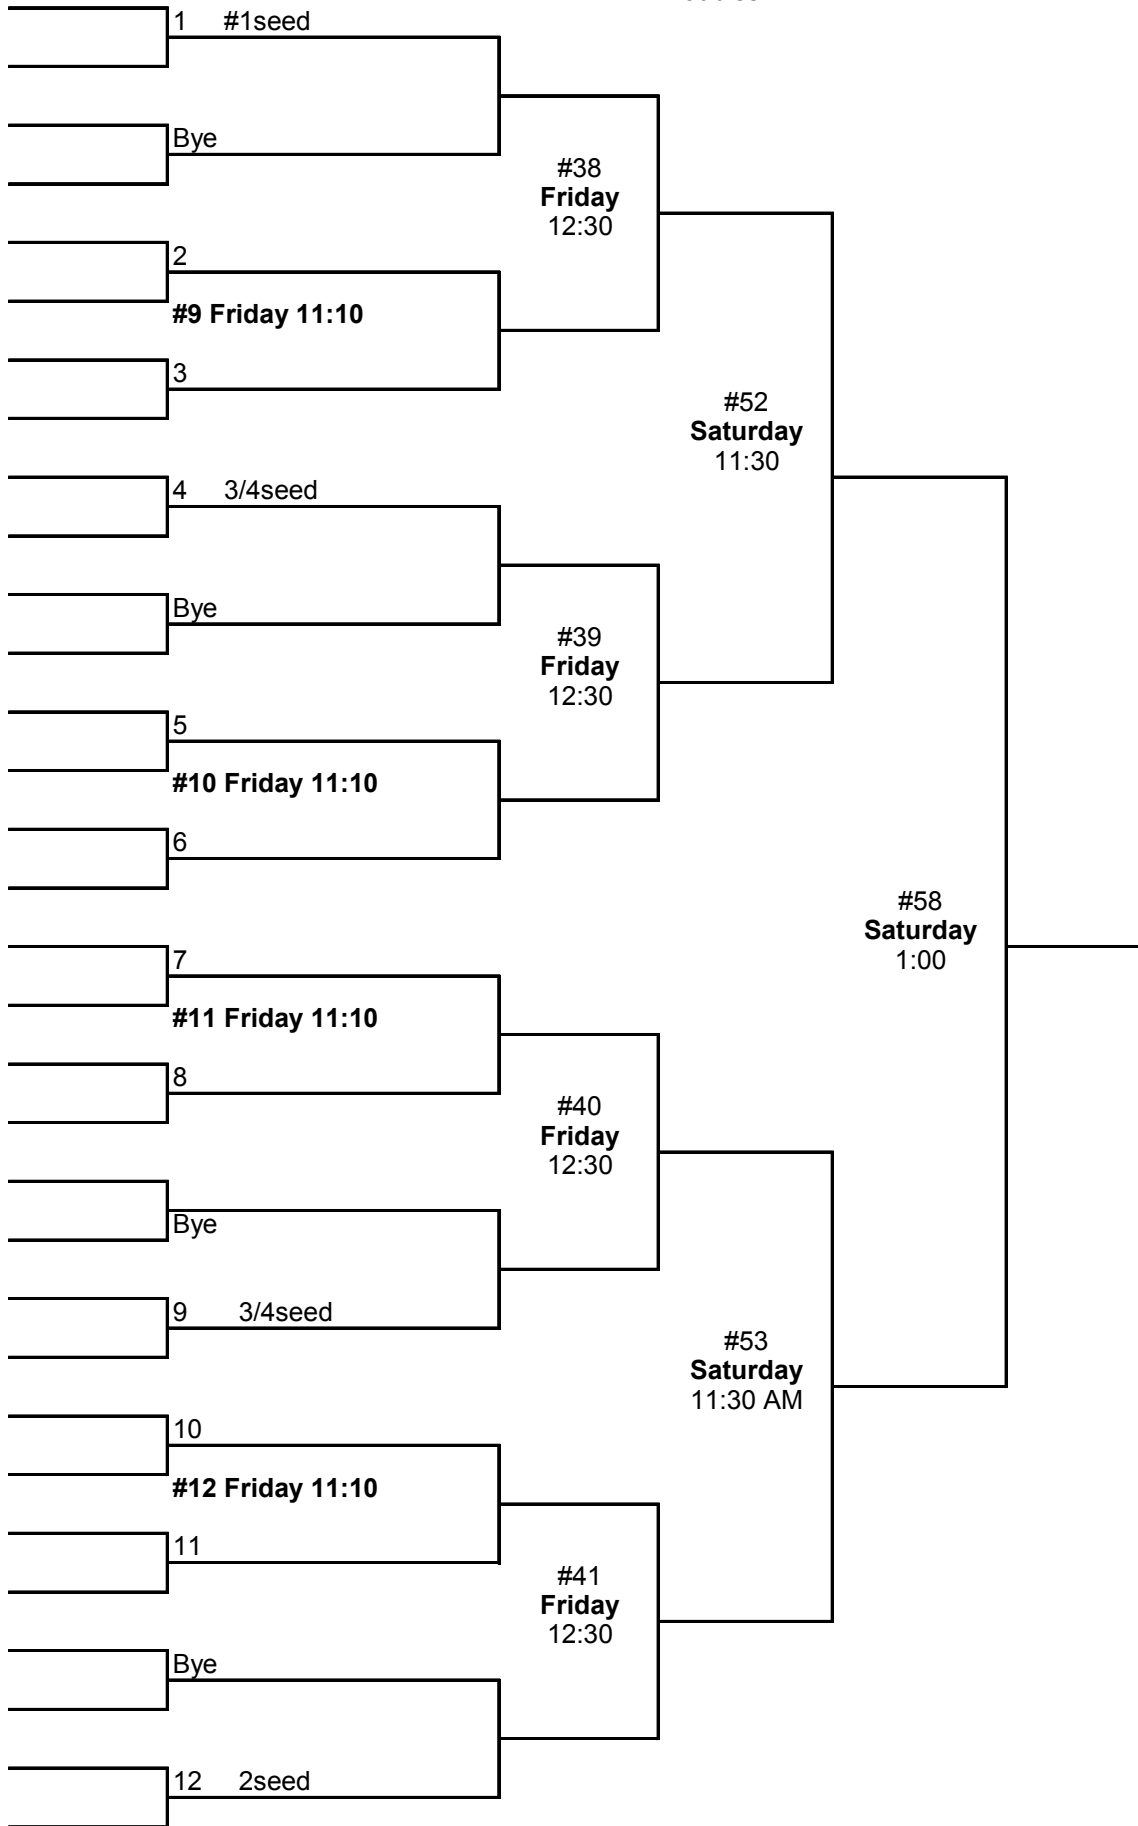 1 #1seed
Bye
#38
Friday
12:30
2
#9 Friday 11:10
3
#52
Saturday
11:30
4 3/4seed
Bye
#39
Friday
12:30
5
#10 Friday 11:10
6
#58
Saturday
1:00
7
#11 Friday 11:10
8
#40
Friday
12:30
Bye
9 3/4seed
#53
Saturday
11:30 AM
10
#12 Friday 11:10
11
#41
Friday
12:30
Bye
12 2seed